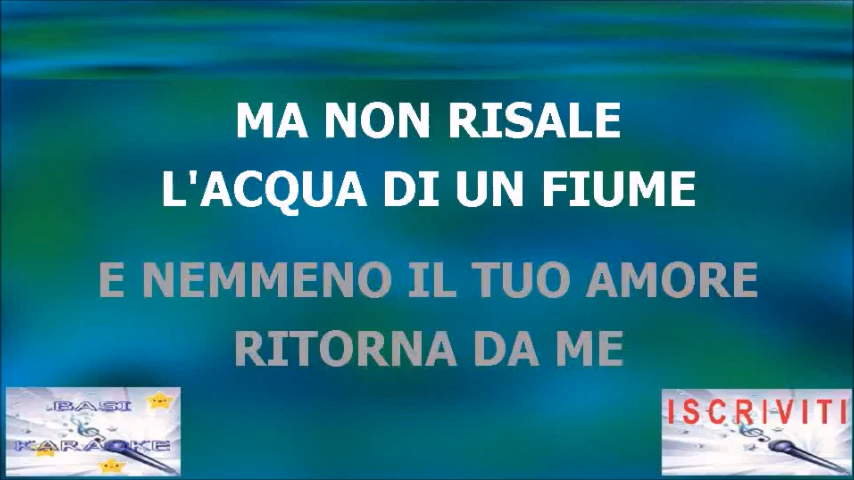 MA NON RISALE
L'ACQUA DI UN FIUME
E NEMMENO IL TUO AMORE
RITORNA DA ME
BASI
KARAOKE
ISCRIVITI